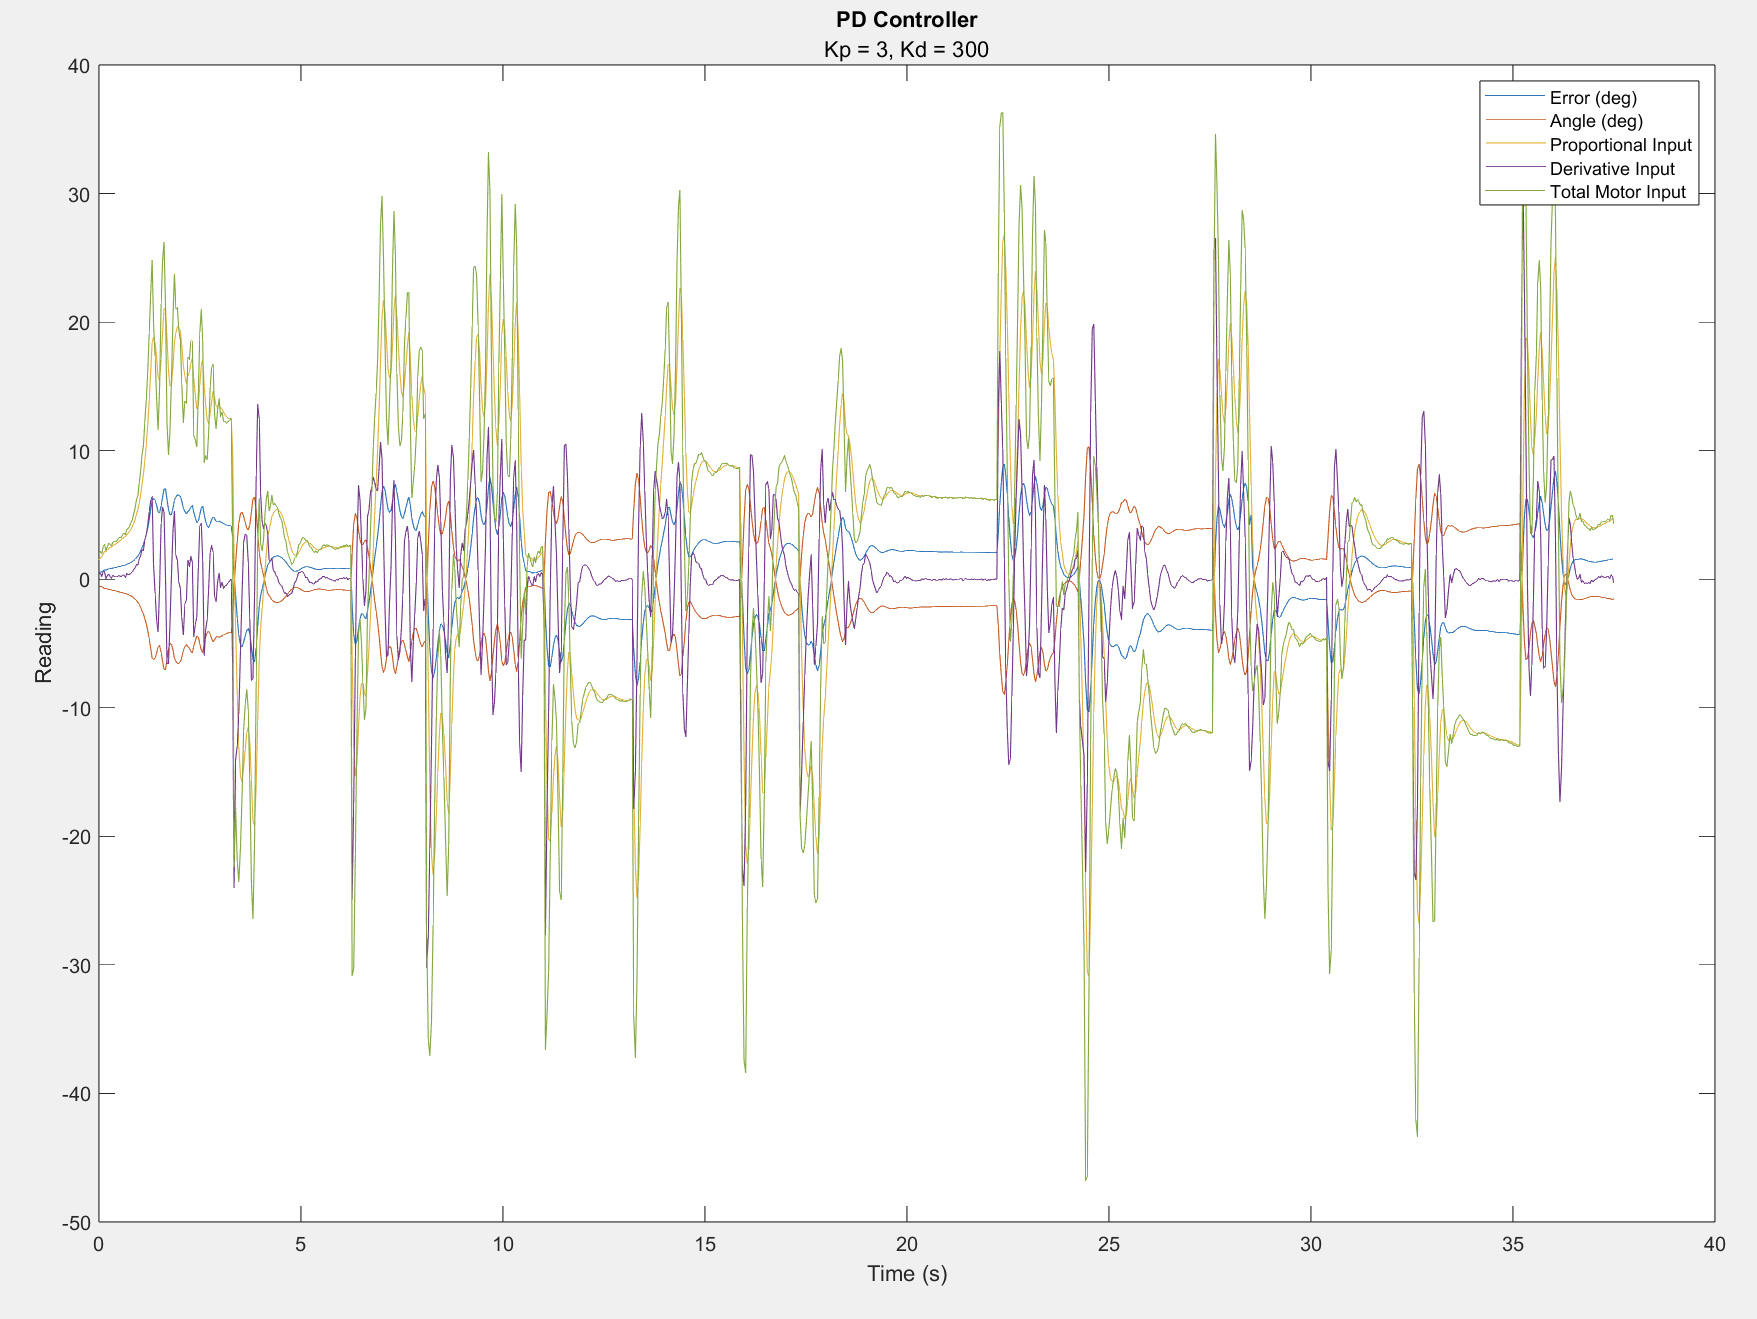 PD Controller
Kp = 3, Kd = 300
40
30
20
10
0
-10
-20
-30
-40
-50
Reading
Error (deg)
Angle (deg)
Proportional Input
Derivative Input
Total Motor Input
0 5 10 15 20 25 30 35 40
Time (s)